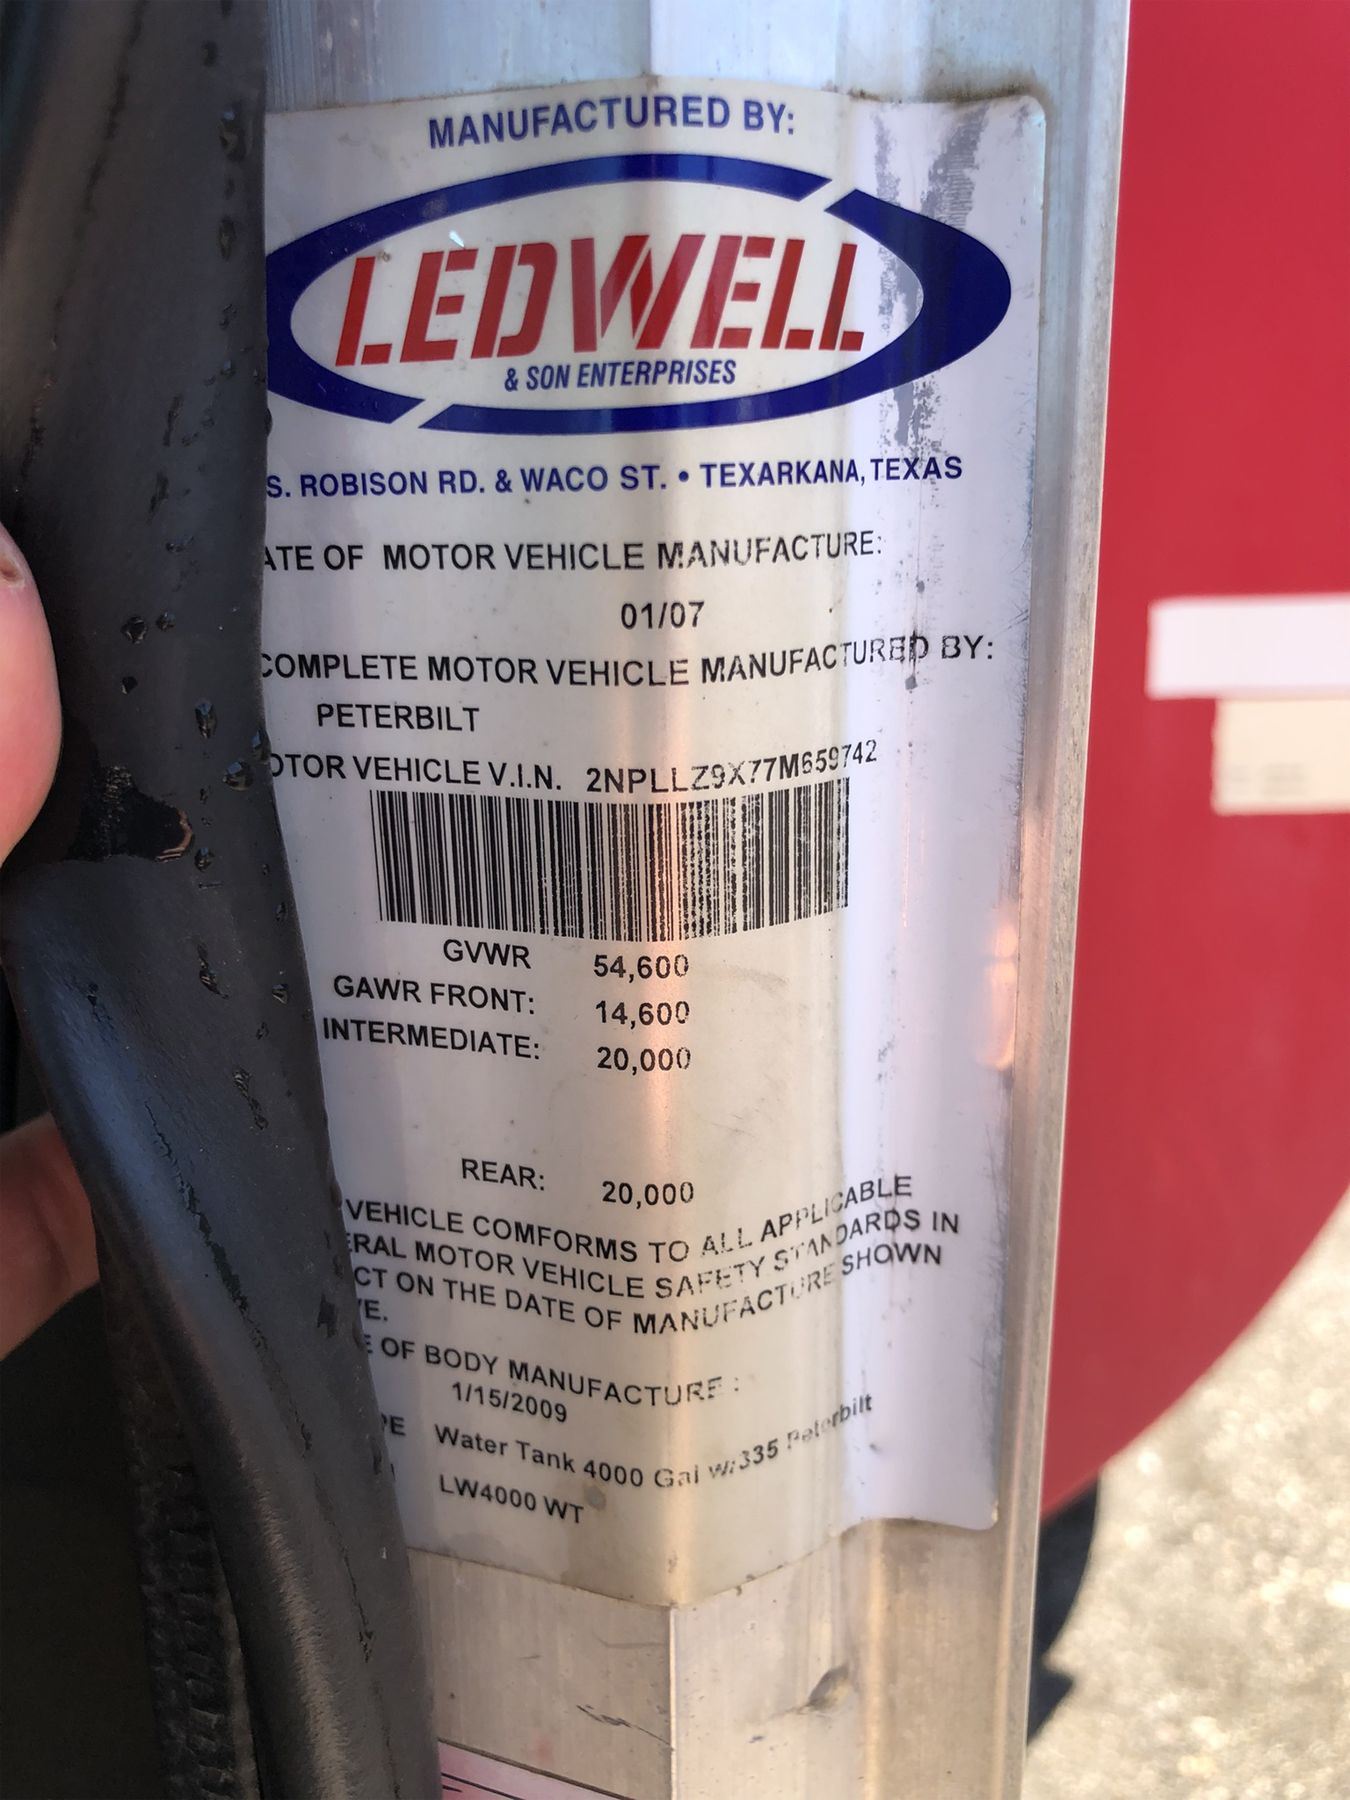 MANUFACTURED BY:
LEDWELL
& SON ENTERPRISES
S. ROBISON RD. & WACO ST. • TEXARKANA, TEXAS
ATE OF MOTOR VEHICLE MANUFACTURE:
01/07
COMPLETE MOTOR VEHICLE MANUFACTURED BY:
PETERBILT
OTOR VEHICLE V.I.N. 2NPLLZ9X77M659742
GVWR 54,600
GAWR FRONT: 14,600
INTERMEDIATE: 20,000
REAR: 20,000
VEHICLE COMFORMS TO ALL APPLICABLE
ERAL MOTOR VEHICLE SAFETY STANDARDS IN
CT ON THE DATE OF MANUFACTURE SHOWN
VE.
E OF BODY MANUFACTURE :
1/15/2009
PE Water Tank 4000 Gal w/335 Peterbilt
LW4000 WT